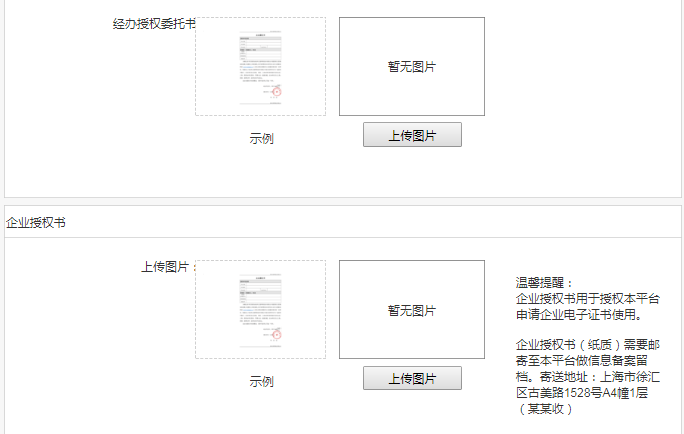 经办授权委托书
暂无图片
示例
上传图片
企业授权书
上传图片：
暂无图片
示例
上传图片
温馨提醒：
企业授权书用于授权本平台
申请企业电子证书使用。
企业授权书（纸质）需要邮
寄至本平台做信息备案留
档。寄送地址：上海市徐汇
区古美路1528号A4幢1层
（某某收）